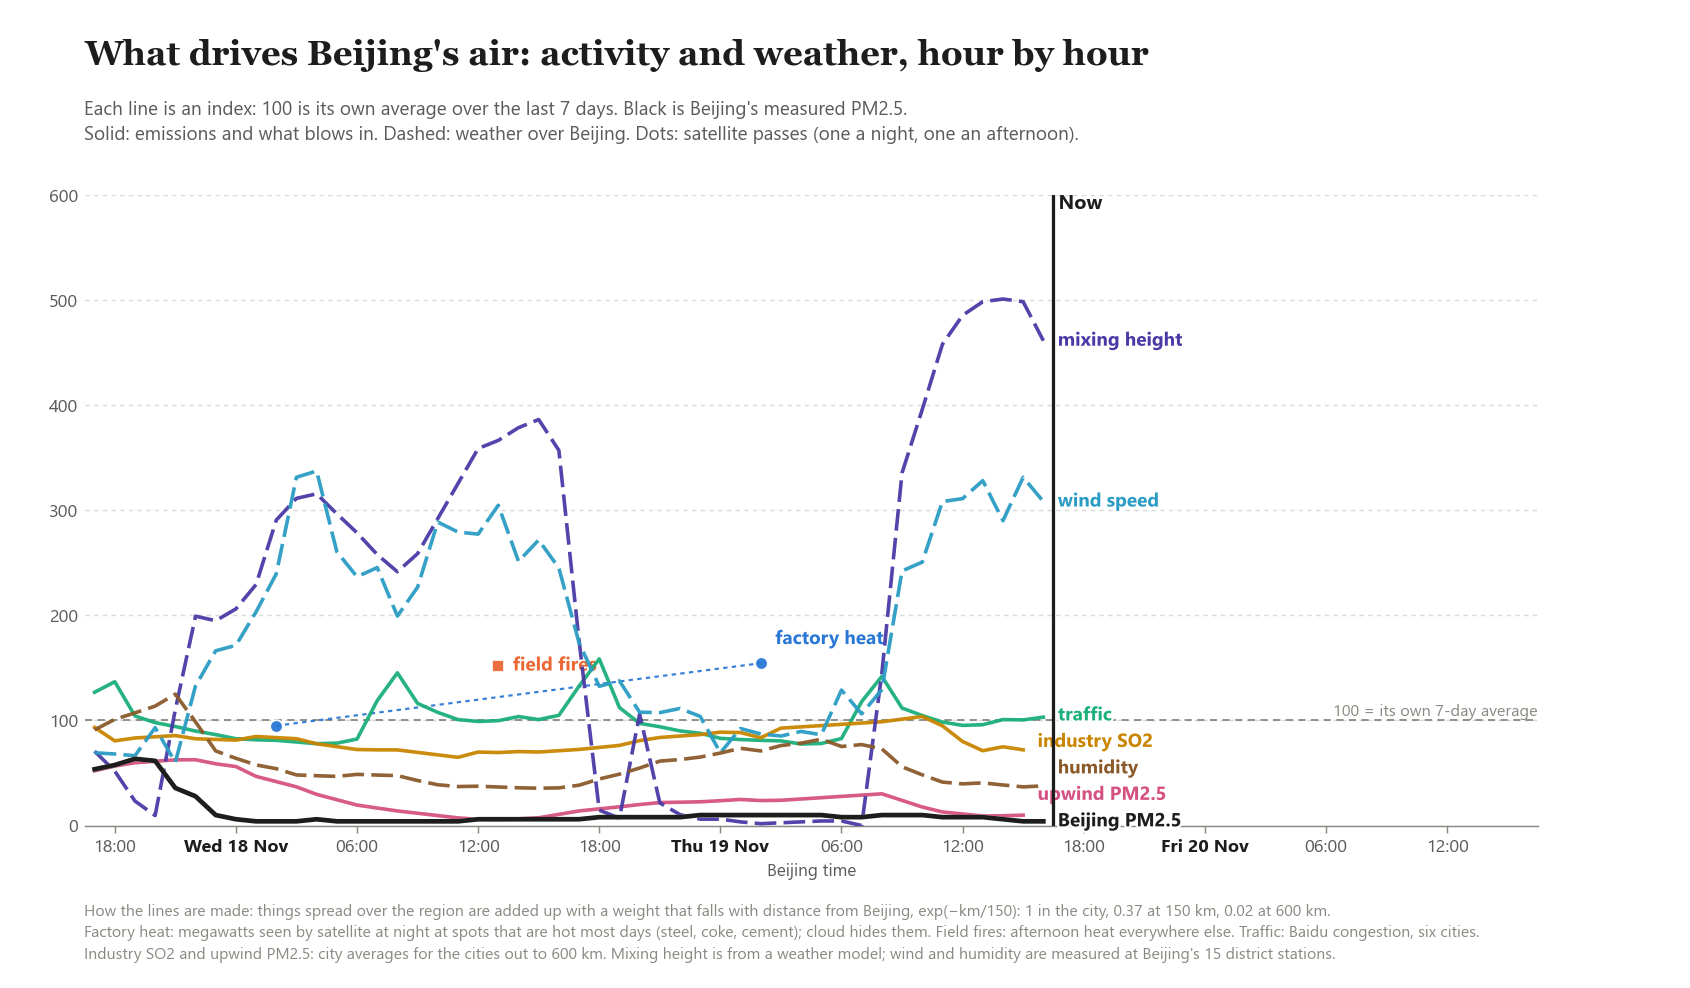 What drives Beijing's air: activity and weather, hour by hour
Each line is an index: 100 is its own average over the last 7 days. Black is Beijing's measured PM2.5.
Solid: emissions and what blows in. Dashed: weather over Beijing. Dots: satellite passes (one a night, one an afternoon).
600
Now
500
mixing height
400
300
wind speed
200
factory heat
field fires
100
100 = its own 7-day average
traffic
industry SO2
humidity
upwind PM2.5
Beijing PM2.5
0
18:00 Wed 18 Nov 06:00 12:00 18:00 Thu 19 Nov 06:00 12:00 18:00 Fri 20 Nov 06:00 12:00
Beijing time
How the lines are made: things spread over the region are added up with a weight that falls with distance from Beijing, exp(−km/150): 1 in the city, 0.37 at 150 km, 0.02 at 600 km.
Factory heat: megawatts seen by satellite at night at spots that are hot most days (steel, coke, cement); cloud hides them. Field fires: afternoon heat everywhere else. Traffic: Baidu congestion, six cities.
Industry SO2 and upwind PM2.5: city averages for the cities out to 600 km. Mixing height is from a weather model; wind and humidity are measured at Beijing's 15 district stations.